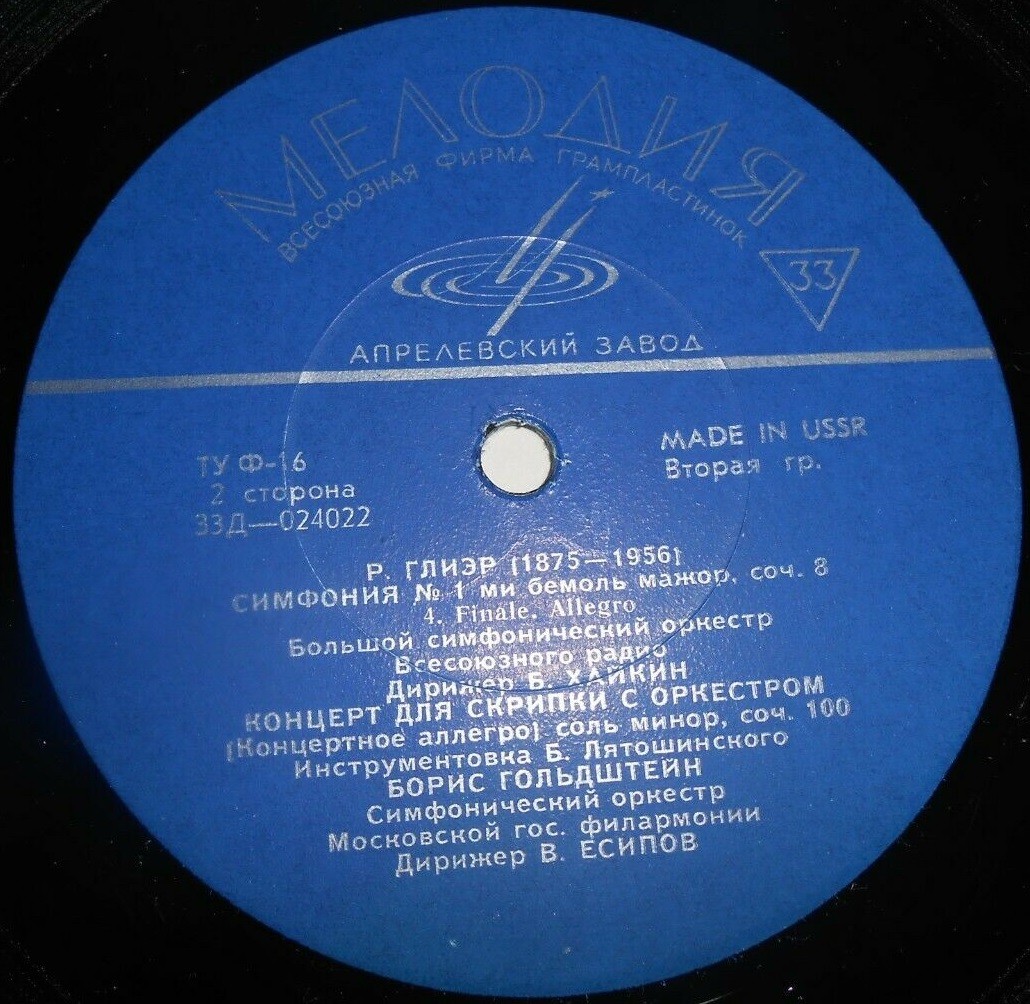 МЕЛОДИЯ
ВСЕСОЮЗНАЯ ФИРМА ГРАМПЛАСТИНОК
33
АПРЕЛЕВСКИЙ ЗАВОД
MADE IN USSR
Вторая гр.
ТУ Ф-16
2 сторона
33Д—024022
Р. ГЛИЭР [1875—1956]
СИМФОНИЯ № 1 ми бемоль мажор, соч. 8
4. Finale. Allegro
Большой симфонический оркестр
Всесоюзного радио
Дирижер Б. ХАЙКИН
КОНЦЕРТ ДЛЯ СКРИПКИ С ОРКЕСТРОМ
[Концертное аллегро] соль минор, соч. 100
Инструментовка Б. Лятошинского
БОРИС ГОЛЬДШТЕЙН
Симфонический оркестр
Московской гос. филармонии
Дирижер В. ЕСИПОВ